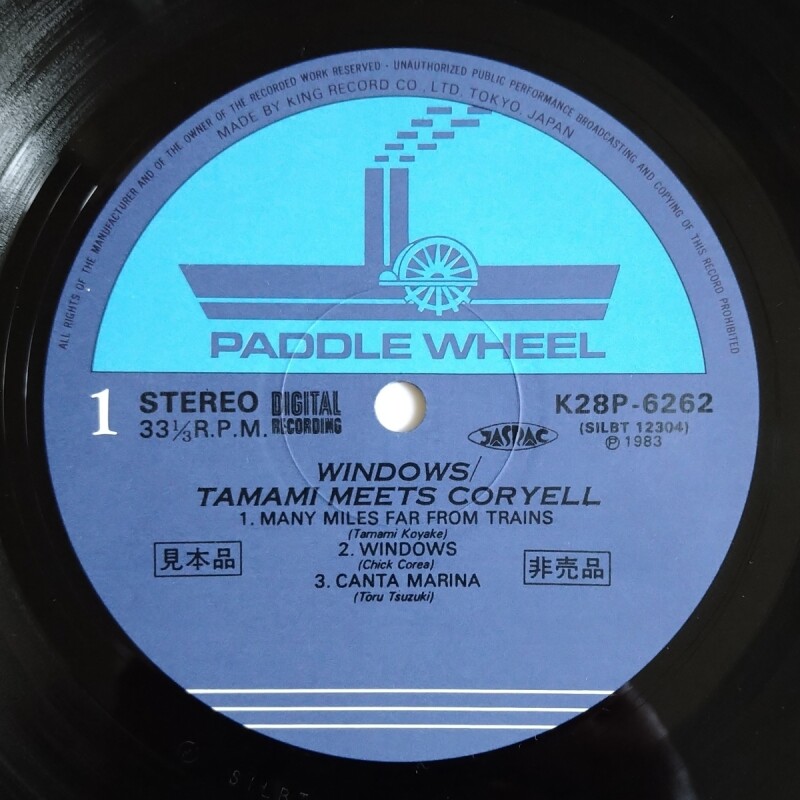 ALL RIGHTS OF THE MANUFACTURER AND OF THE OWNER OF THE RECORDED WORK RESERVED · UNAUTHORIZED PUBLIC PERFORMANCE BROADCASTING AND COPYING OF THIS RECORD PROHIBITED
MADE BY KING RECORD CO., LTD. TOKYO, JAPAN
PADDLE WHEEL
1 STEREO DIGITAL RECORDING K28P-6262
33⅓R.P.M. JASRAC (SILBT 12304)
Ⓟ1983
WINDOWS/
TAMAMI MEETS CORYELL
1. MANY MILES FAR FROM TRAINS
(Tamami Koyake)
2. WINDOWS
(Chick Corea)
3. CANTA MARINA
(Toru Tsuzuki)
見本品 非売品
SILBT